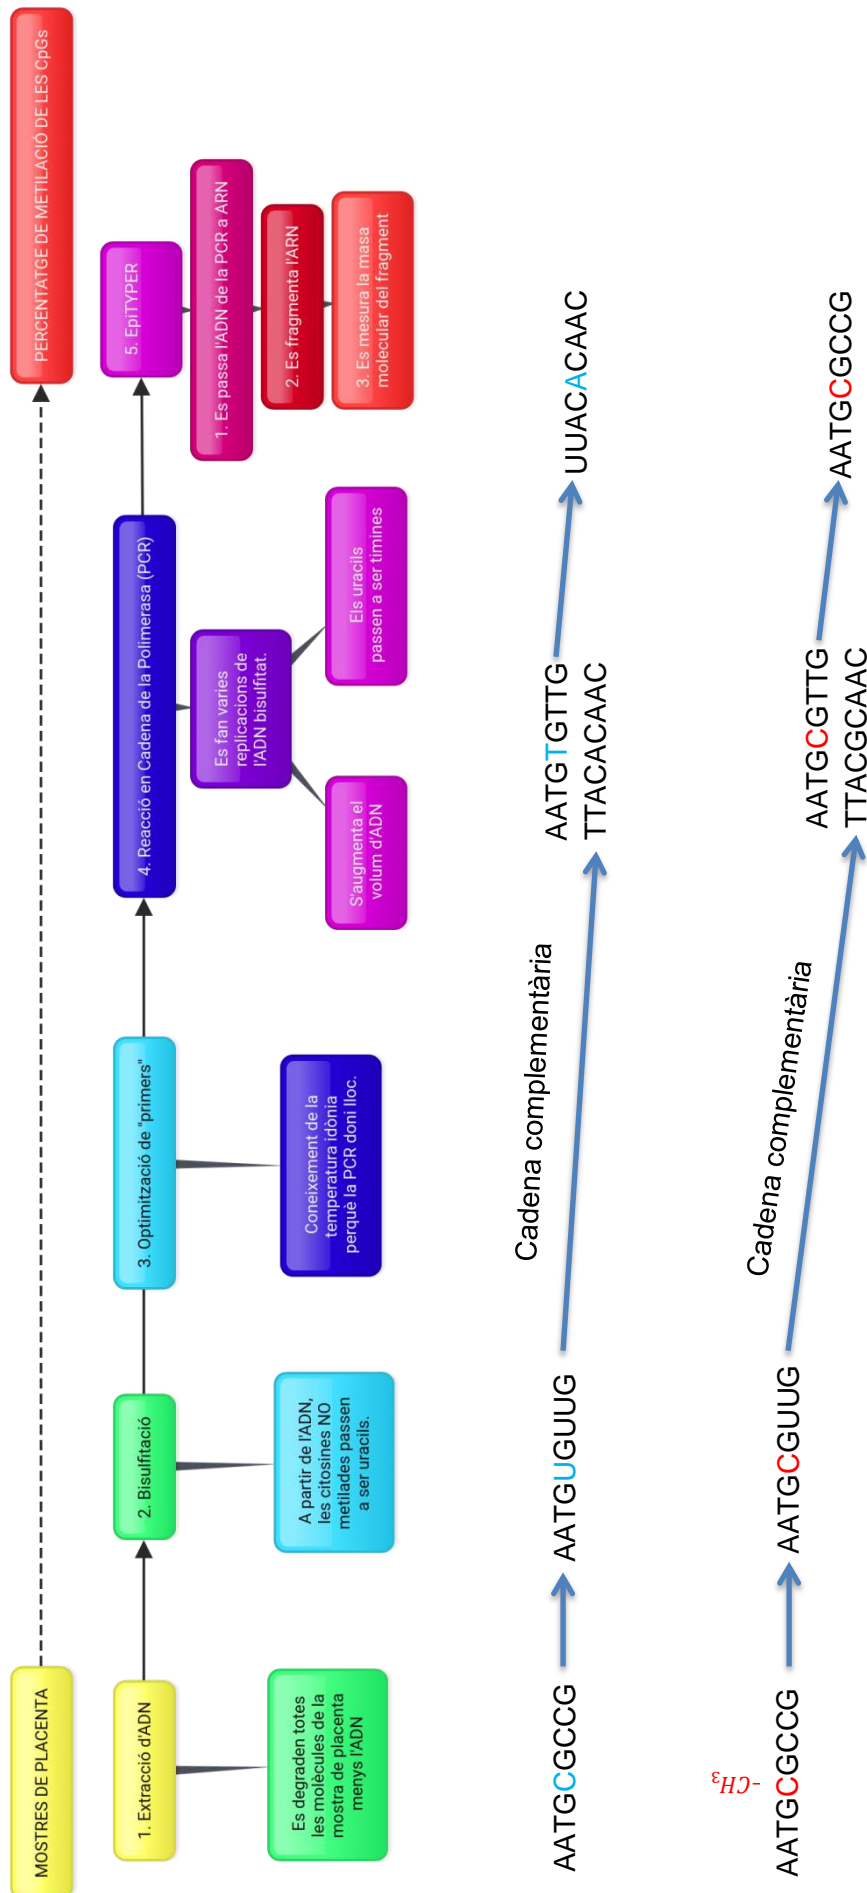 MOSTRES DE PLACENTA
PERCENTATGE DE METILACIÓ DE LES CpGs
1. Extracció d'ADN
2. Bisulfitació
3. Optimització de "primers"
4. Reacció en Cadena de la Polimerasa (PCR)
5. EpiTYPER
Es degraden totes
les molècules de la
mostra de placenta
menys l'ADN
A partir de l'ADN,
les citosines NO
metilades passen
a ser uracils.
Coneixement de la
temperatura idònia
perquè la PCR doni lloc.
Es fan varies
replicacions de
l'ADN bisulfitat.
S'augmenta el
volum d'ADN
Els uracils
passen a ser timines
1. Es passa l'ADN de la PCR a ARN
2. Es fragmenta l'ARN
3. Es mesura la masa
molecular del fragment
AATGCGCCG
AATGUGUUG
Cadena complementària
AATGTGTTG
TTACACAAC
UUACACAAC
-CH₃
AATGCGCCG
AATGCGUUG
Cadena complementària
AATGCGTTG
TTACGCAAC
AATGCGCCG